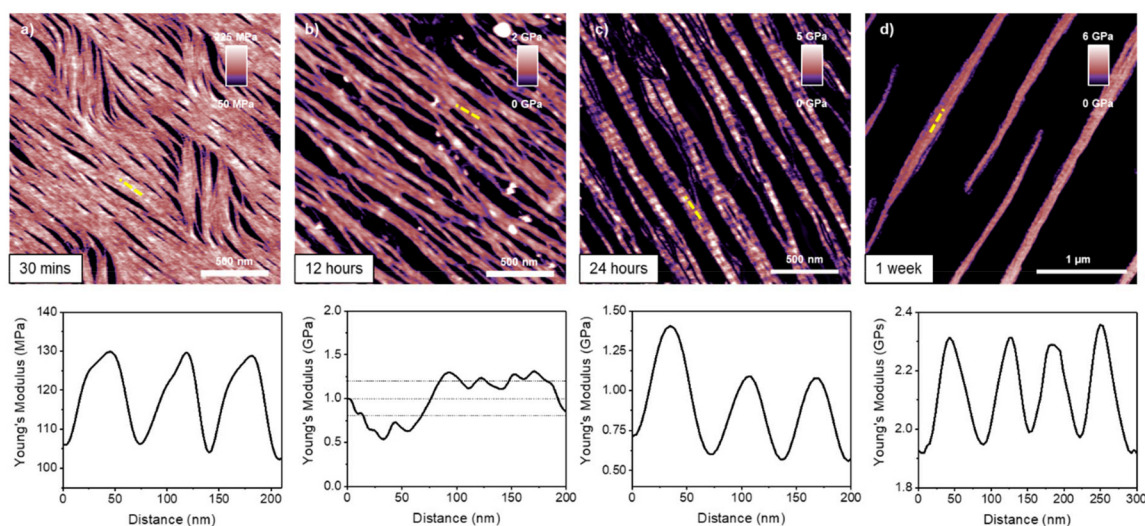 a)
225 MPa
50 MPa
30 mins
500 nm
b)
2 GPa
0 GPa
12 hours
500 nm
c)
5 GPa
0 GPa
24 hours
500 nm
d)
6 GPa
0 GPa
1 week
1 µm
Young's Modulus (MPa)
140
130
120
110
100
0
50
100
150
200
Distance (nm)
Young's Modulus (GPa)
2.0
1.5
1.0
0.5
0.0
0
50
100
150
200
Distance (nm)
Young's Modulus (GPa)
1.50
1.25
1.00
0.75
0.50
0
50
100
150
200
Distance (nm)
Young's Modulus (GPs)
2.4
2.2
2.0
1.8
0
50
100
150
200
250
300
Distance (nm)